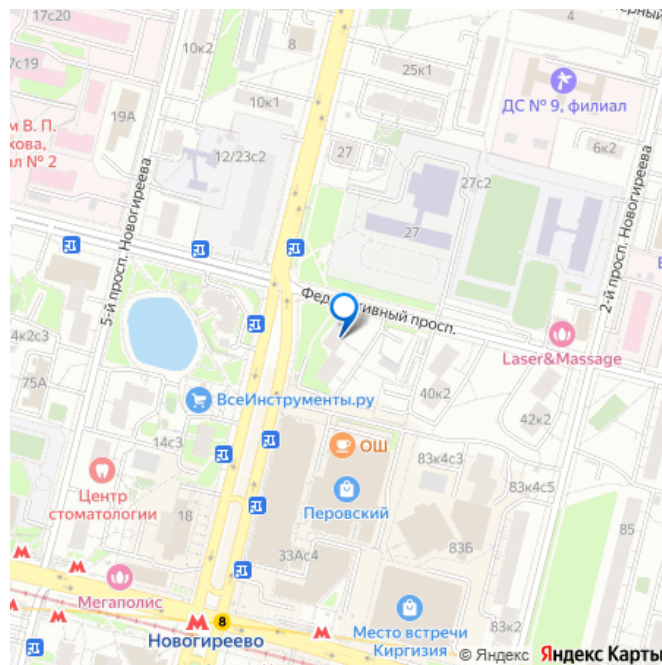 17с20
17с19
10к2
8
4
25к1
ДС № 9, филиал
10к1
19А
м В. П.
хова,
ал № 2
12/23с2
27
27с2
6к2
5-й просп. Новогиреева
27
2-й просп. Новогиреева
Федеративный просп.
4к2с3
Laser&Massage
75А
ВсеИнструменты.ру
40к2
42к2
14с3
ОШ
83к4с3
Центр
стоматологии
Перовский
83к4с5
18
33Ас4
83Б
85
Мегаполис
8
Новогиреево
83к2
Место встречи
Киргизия
© Яндекс Яндекс Карты